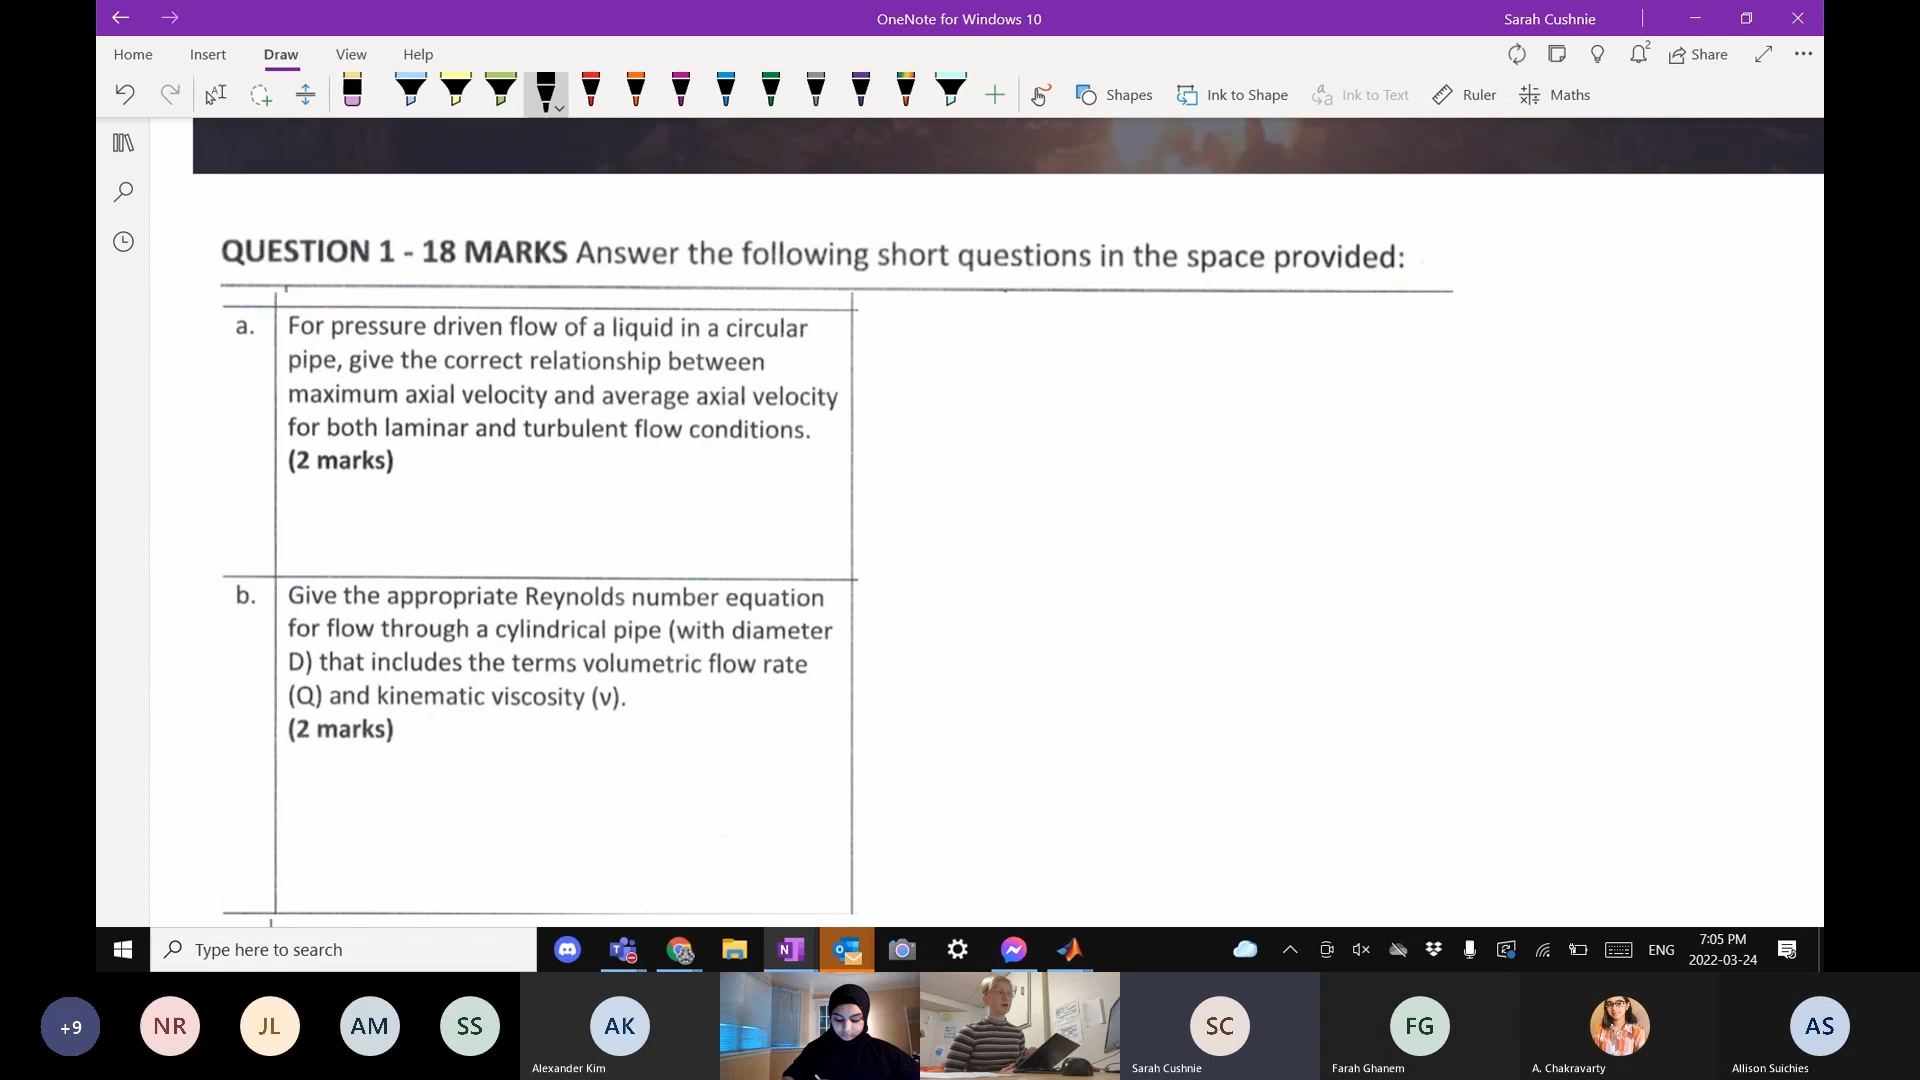 OneNote for Windows 10
Sarah Cushnie
Home Insert Draw View Help
2 Share
Shapes Ink to Shape Ink to Text Ruler Maths
QUESTION 1 - 18 MARKS Answer the following short questions in the space provided:
a. For pressure driven flow of a liquid in a circular
pipe, give the correct relationship between
maximum axial velocity and average axial velocity
for both laminar and turbulent flow conditions.
(2 marks)
b. Give the appropriate Reynolds number equation
for flow through a cylindrical pipe (with diameter
D) that includes the terms volumetric flow rate
(Q) and kinematic viscosity (ν).
(2 marks)
Type here to search
ENG
7:05 PM
2022-03-24
+9 NR JL AM SS AK SC FG AS
Alexander Kim Sarah Cushnie Farah Ghanem A. Chakravarty Allison Suichies